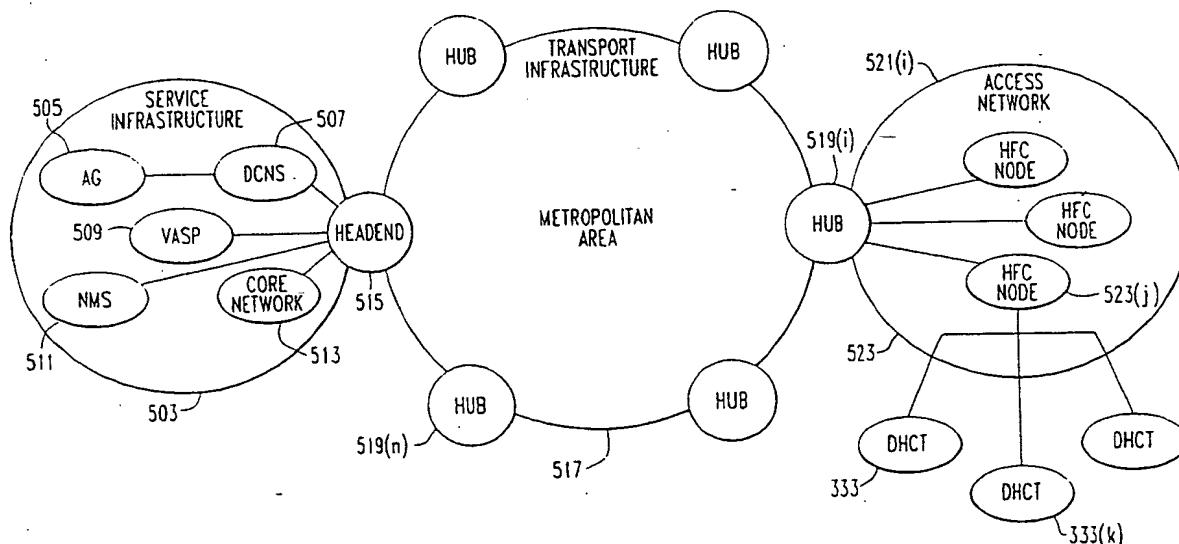 HUB
TRANSPORT
INFRASTRUCTURE
HUB
521(i)
ACCESS
NETWORK
SERVICE
INFRASTRUCTURE
505
507
519(i)
HFC
NODE
AG
DCNS
HFC
NODE
METROPOLITAN
AREA
HUB
509
VASP
HEADEND
HFC
NODE
NMS
CORE
NETWORK
515
523(j)
511
513
523
503
HUB
HUB
519(n)
517
DHCT
DHCT
333
DHCT
333(k)